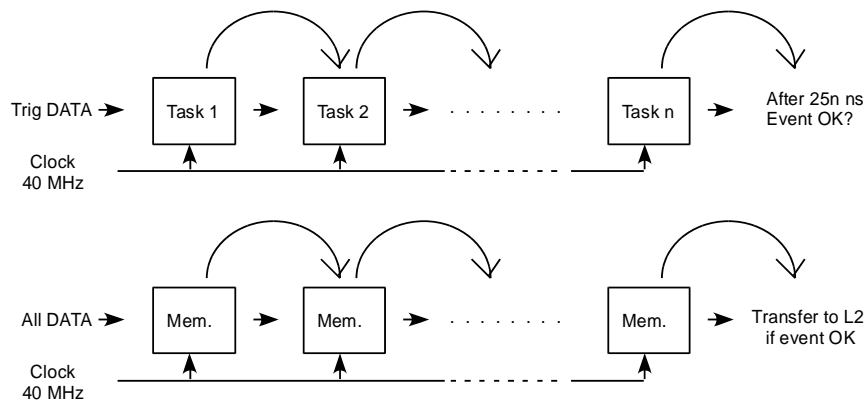 Trig DATA
Task 1
Task 2
. . . . . . . .
Task n
After 25n ns
Event OK?
Clock
40 MHz
All DATA
Mem.
Mem.
. . . . . . . .
Mem.
Transfer to L2
if event OK
Clock
40 MHz